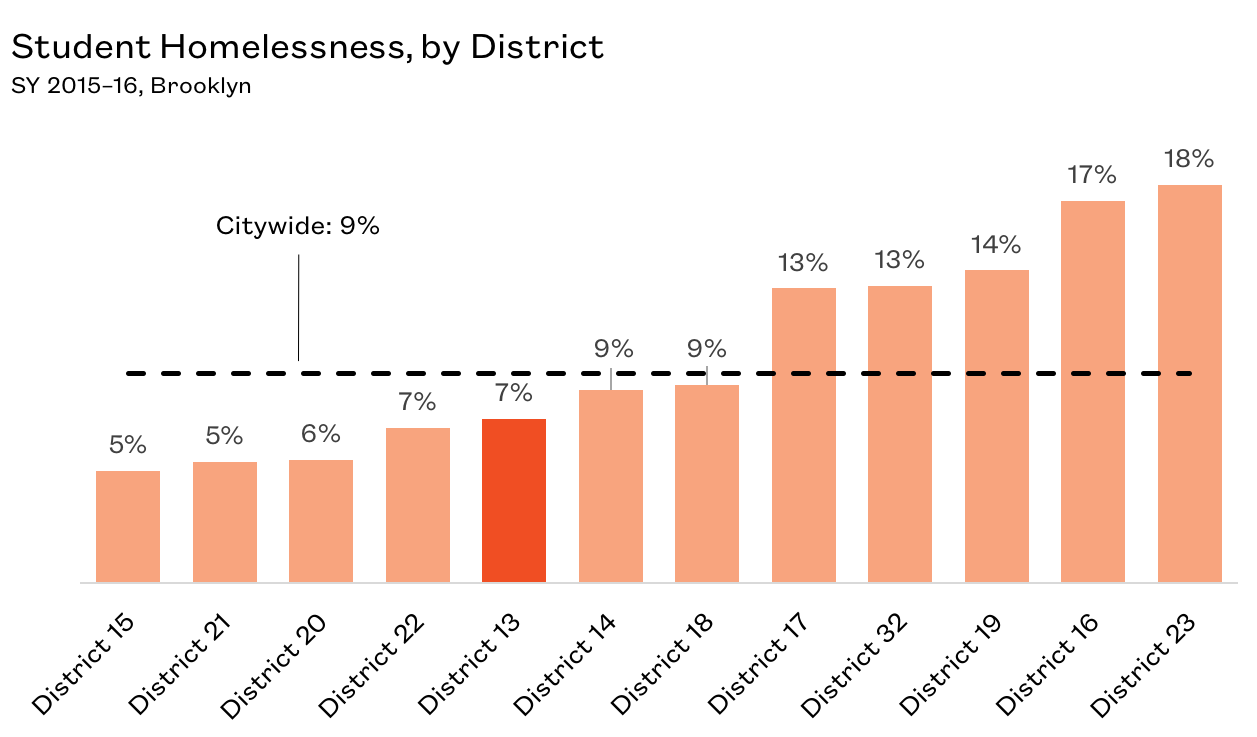 Student Homelessness, by District
SY 2015–16, Brooklyn
Citywide: 9%
5%
5%
6%
7%
7%
9%
9%
13%
13%
14%
17%
18%
District 15
District 21
District 20
District 22
District 13
District 14
District 18
District 17
District 32
District 19
District 16
District 23